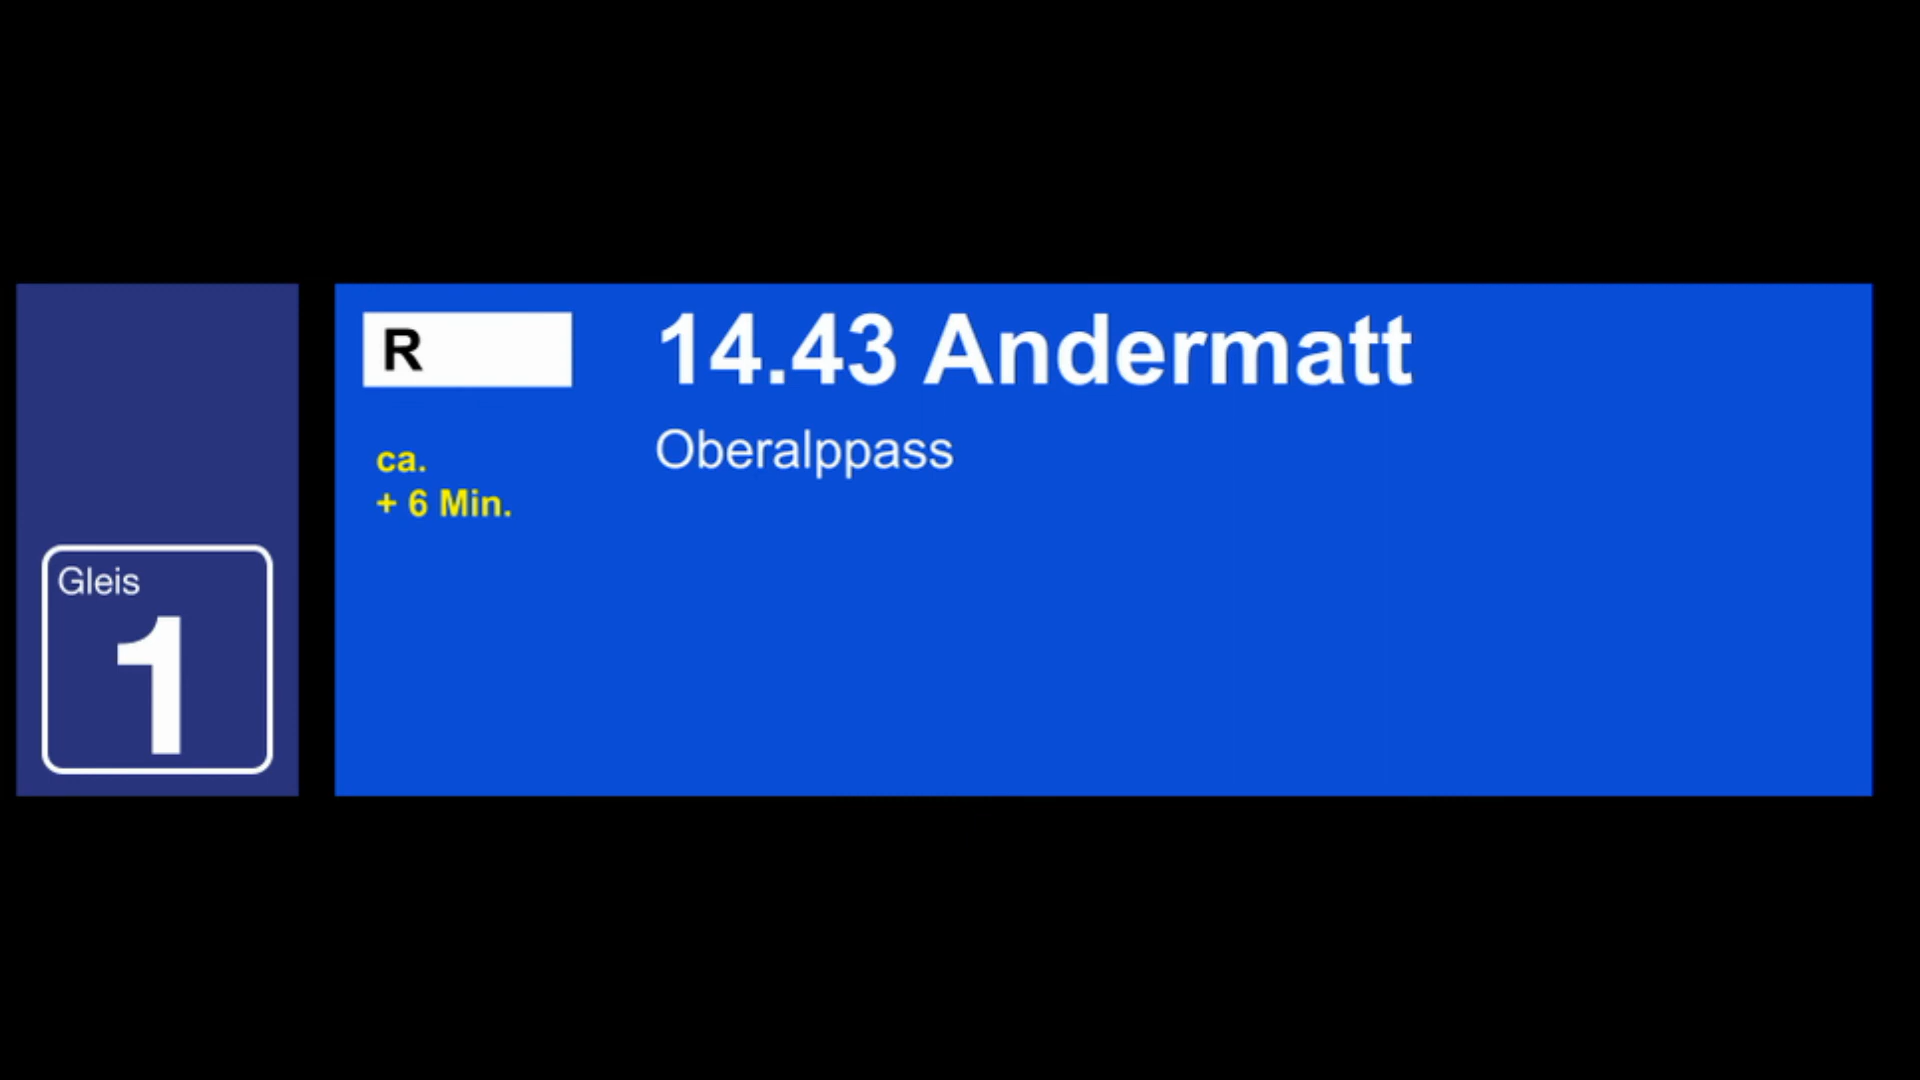 R
14.43 Andermatt
Oberalppass
ca.
+ 6 Min.
Gleis
1